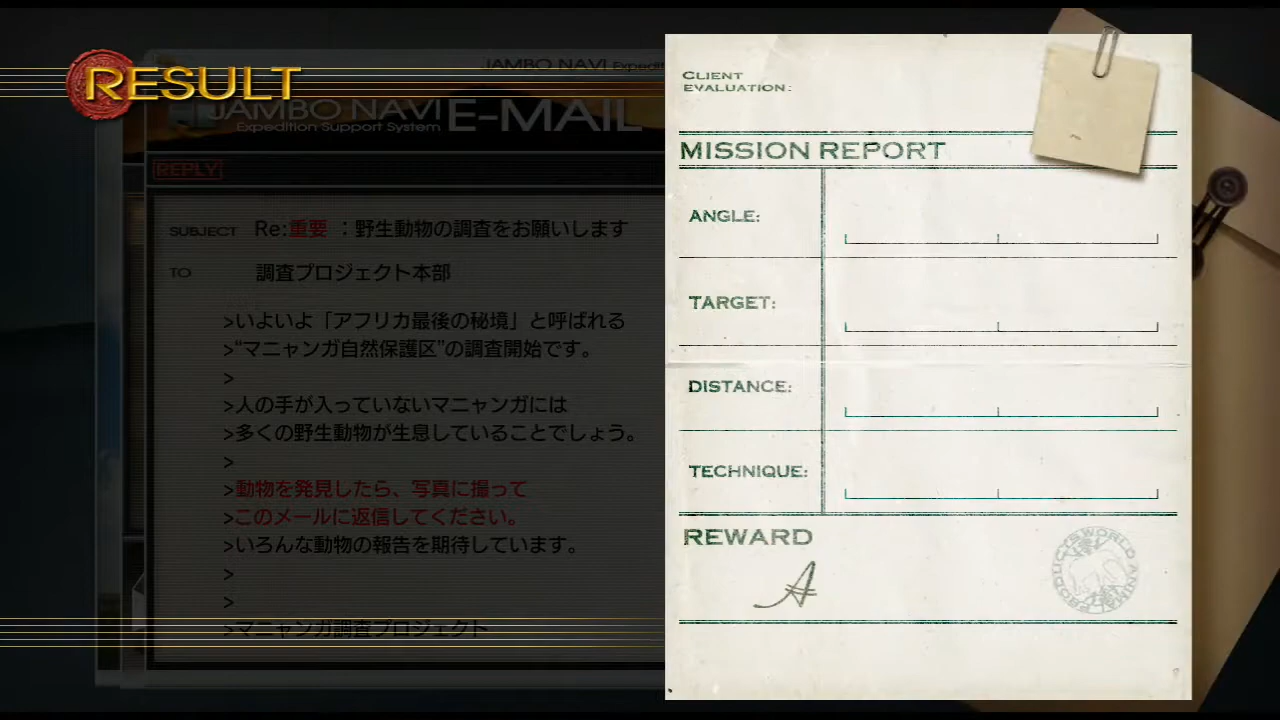 RESULT
JAMBO NAVI
JAMBO NAVI E-MAIL
Expedition Support System
REPLY
SUBJECT Re:重要 ：野生動物の調査をお願いします
TO 調査プロジェクト本部
>いよいよ「アフリカ最後の秘境」と呼ばれる
>“マニャンガ自然保護区”の調査開始です。
>
>人の手が入っていないマニャンガには
>多くの野生動物が生息していることでしょう。
>
>動物を発見したら、写真に撮って
>このメールに返信してください。
>いろんな動物の報告を期待しています。
>
>
>マニャンガ調査プロジェクト
CLIENT
EVALUATION:
MISSION REPORT
ANGLE:
TARGET:
DISTANCE:
TECHNIQUE:
REWARD
WORLD ANIMAL PRODUCTS